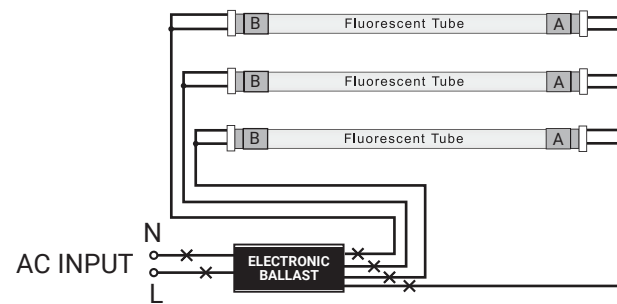 B Fluorescent Tube A
B Fluorescent Tube A
B Fluorescent Tube A
N
AC INPUT
L
ELECTRONIC
BALLAST